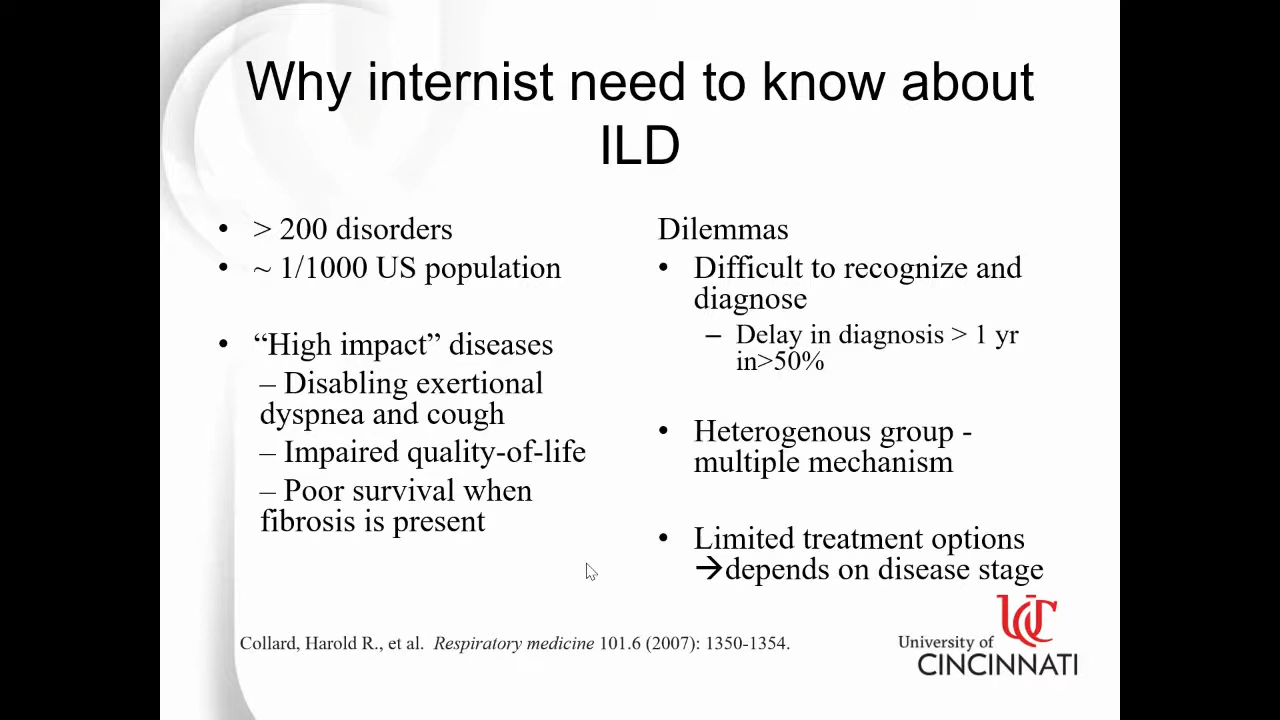 Why internist need to know about
ILD
• > 200 disorders
• ~ 1/1000 US population
• “High impact” diseases
– Disabling exertional
dyspnea and cough
– Impaired quality-of-life
– Poor survival when
fibrosis is present
Dilemmas
• Difficult to recognize and
diagnose
– Delay in diagnosis > 1 yr
in>50%
• Heterogenous group -
multiple mechanism
• Limited treatment options
→depends on disease stage
Collard, Harold R., et al. Respiratory medicine 101.6 (2007): 1350-1354.
UC
University of
CINCINNATI